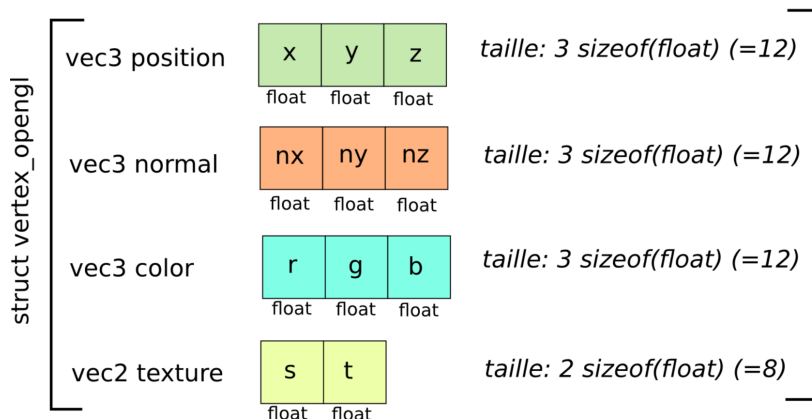 struct vertex_opengl
vec3 position
x y z
float float float
taille: 3 sizeof(float) (=12)
vec3 normal
nx ny nz
float float float
taille: 3 sizeof(float) (=12)
vec3 color
r g b
float float float
taille: 3 sizeof(float) (=12)
vec2 texture
s t
float float
taille: 2 sizeof(float) (=8)